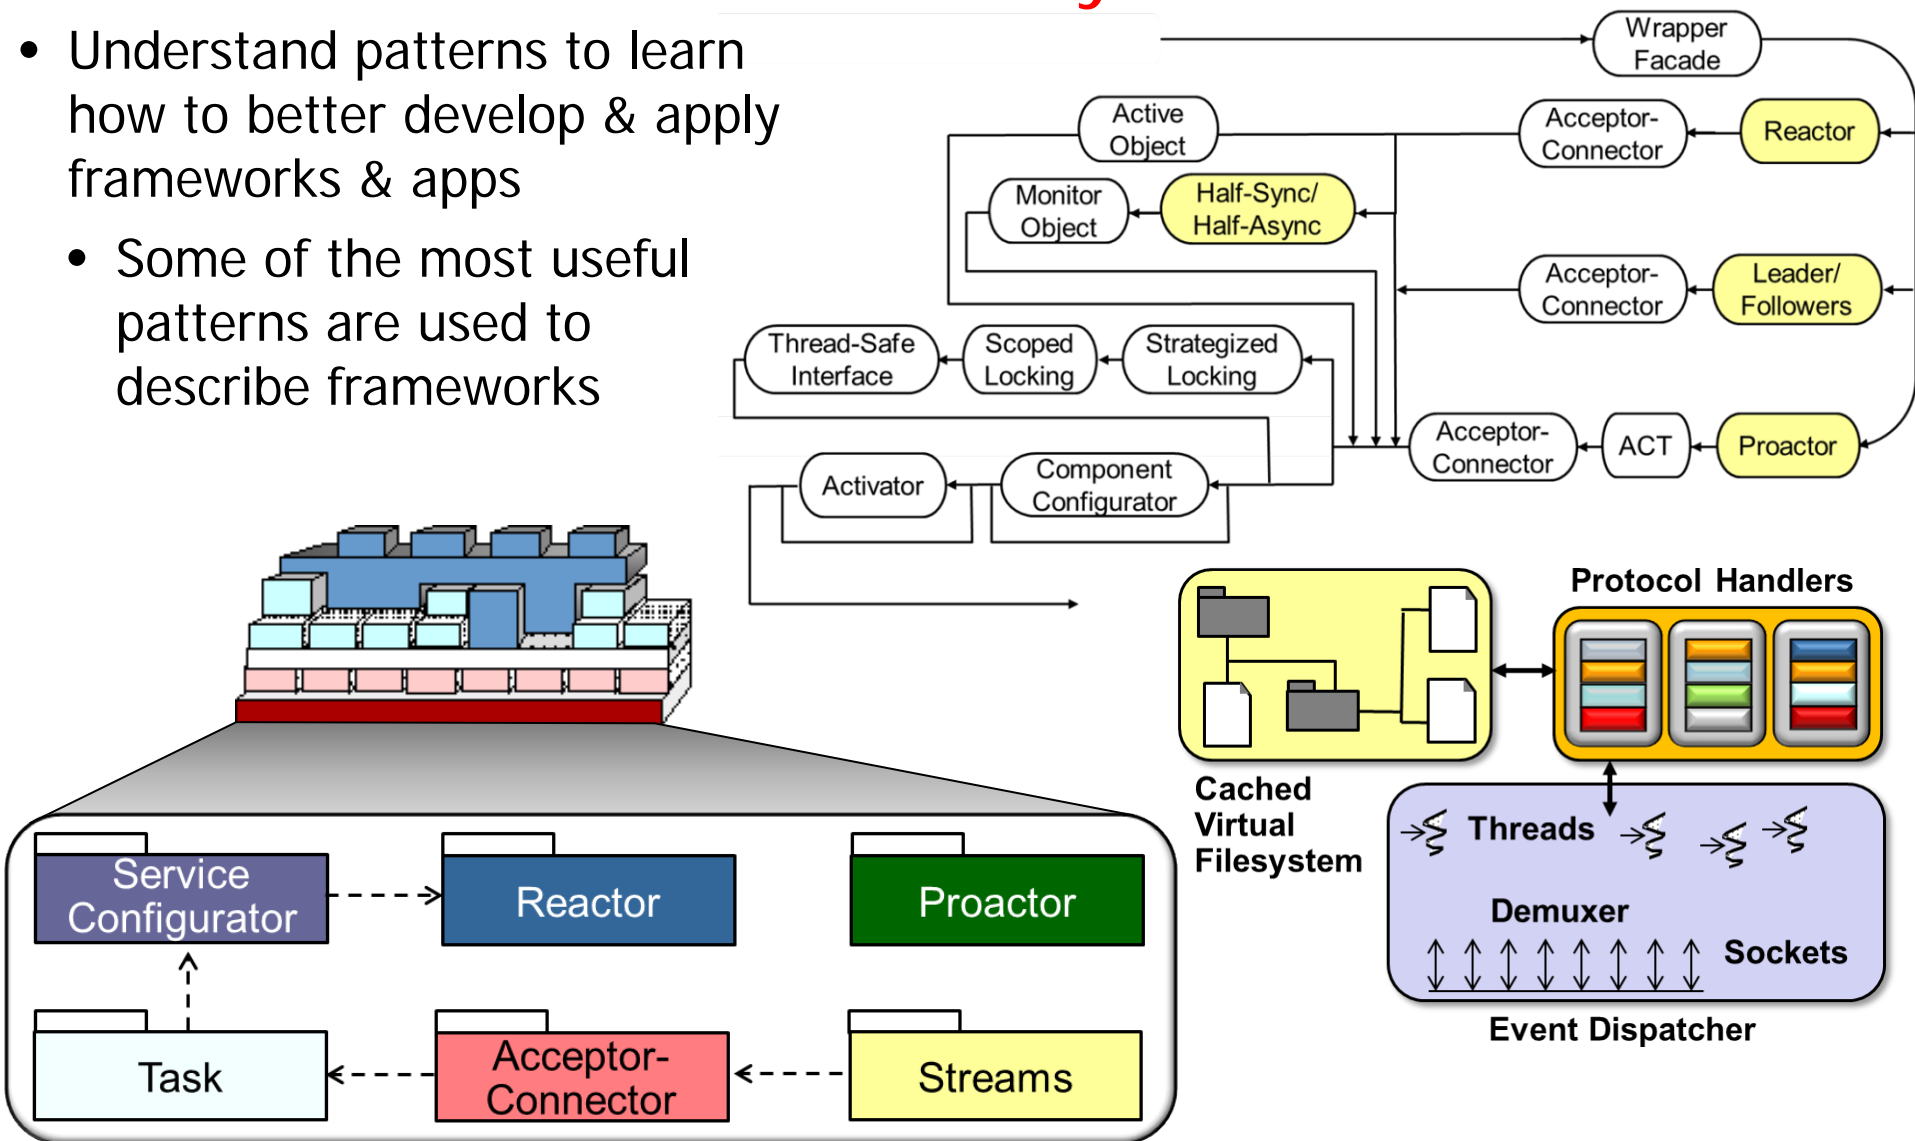 • Understand patterns to learn
how to better develop & apply
frameworks & apps
• Some of the most useful
patterns are used to
describe frameworks
Wrapper
Facade
Active
Object
Acceptor-
Connector
Reactor
Monitor
Object
Half-Sync/
Half-Async
Acceptor-
Connector
Leader/
Followers
Thread-Safe
Interface
Scoped
Locking
Strategized
Locking
Acceptor-
Connector
ACT
Proactor
Activator
Component
Configurator
Protocol Handlers
Cached
Virtual
Filesystem
Threads
Demuxer
Sockets
Event Dispatcher
Service
Configurator
Reactor
Proactor
Task
Acceptor-
Connector
Streams